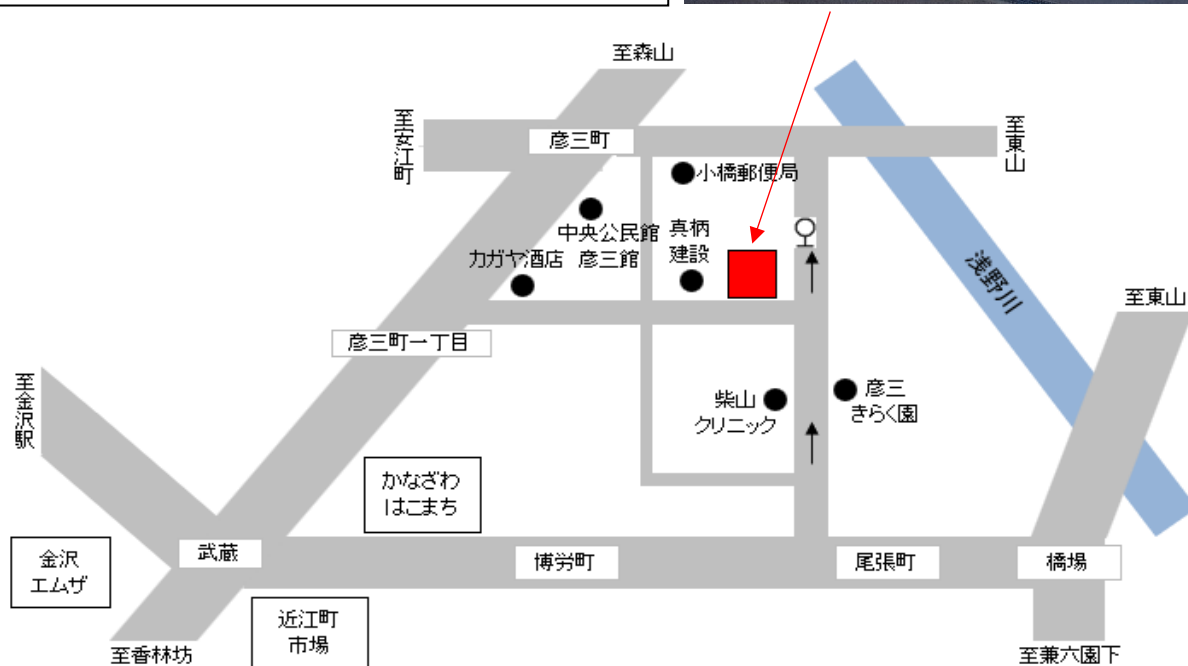 至森山
至安江町
彦三町
至東山
小橋郵便局
中央公民館
彦三館
真柄
建設
カガヤ酒店
浅野川
至東山
彦三町一丁目
至金沢駅
柴山
クリニック
彦三
きらく園
かなざわ
はこまち
金沢
エムザ
武蔵
博労町
尾張町
橋場
近江町
市場
至香林坊
至兼六園下